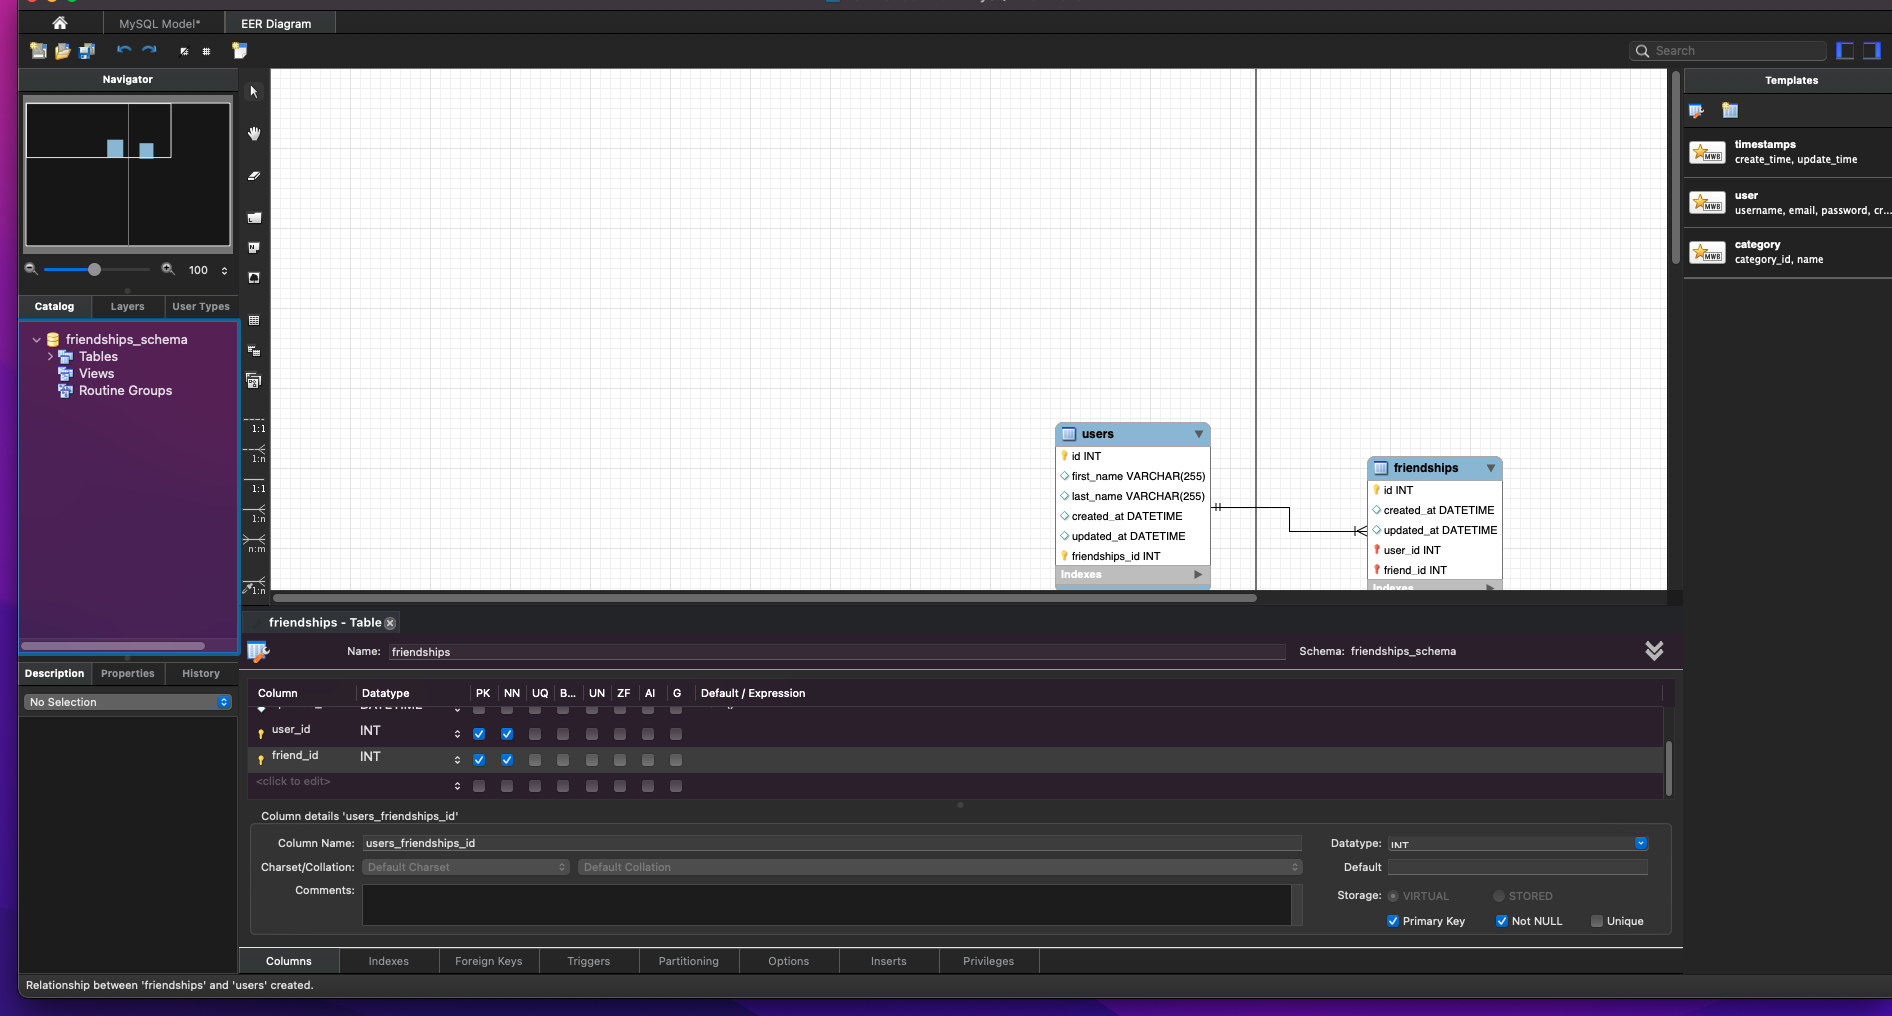 MySQL Model*
EER Diagram
Search
Navigator
100
Catalog
Layers
User Types
friendships_schema
Tables
Views
Routine Groups
Description
Properties
History
No Selection
1:1
1:n
1:1
1:n
n:m
1:n
users
id INT
first_name VARCHAR(255)
last_name VARCHAR(255)
created_at DATETIME
updated_at DATETIME
friendships_id INT
Indexes
friendships
id INT
created_at DATETIME
updated_at DATETIME
user_id INT
friend_id INT
Indexes
Templates
timestamps
create_time, update_time
user
username, email, password, cr...
category
category_id, name
MWB
MWB
MWB
friendships - Table
Name: friendships
Schema: friendships_schema
Column Datatype PK NN UQ B... UN ZF AI G Default / Expression
DATETIME
user_id INT
friend_id INT
<click to edit>
Column details 'users_friendships_id'
Column Name: users_friendships_id
Charset/Collation: Default Charset Default Collation
Comments:
Datatype: INT
Default
Storage: VIRTUAL STORED
Primary Key Not NULL Unique
Columns Indexes Foreign Keys Triggers Partitioning Options Inserts Privileges
Relationship between 'friendships' and 'users' created.